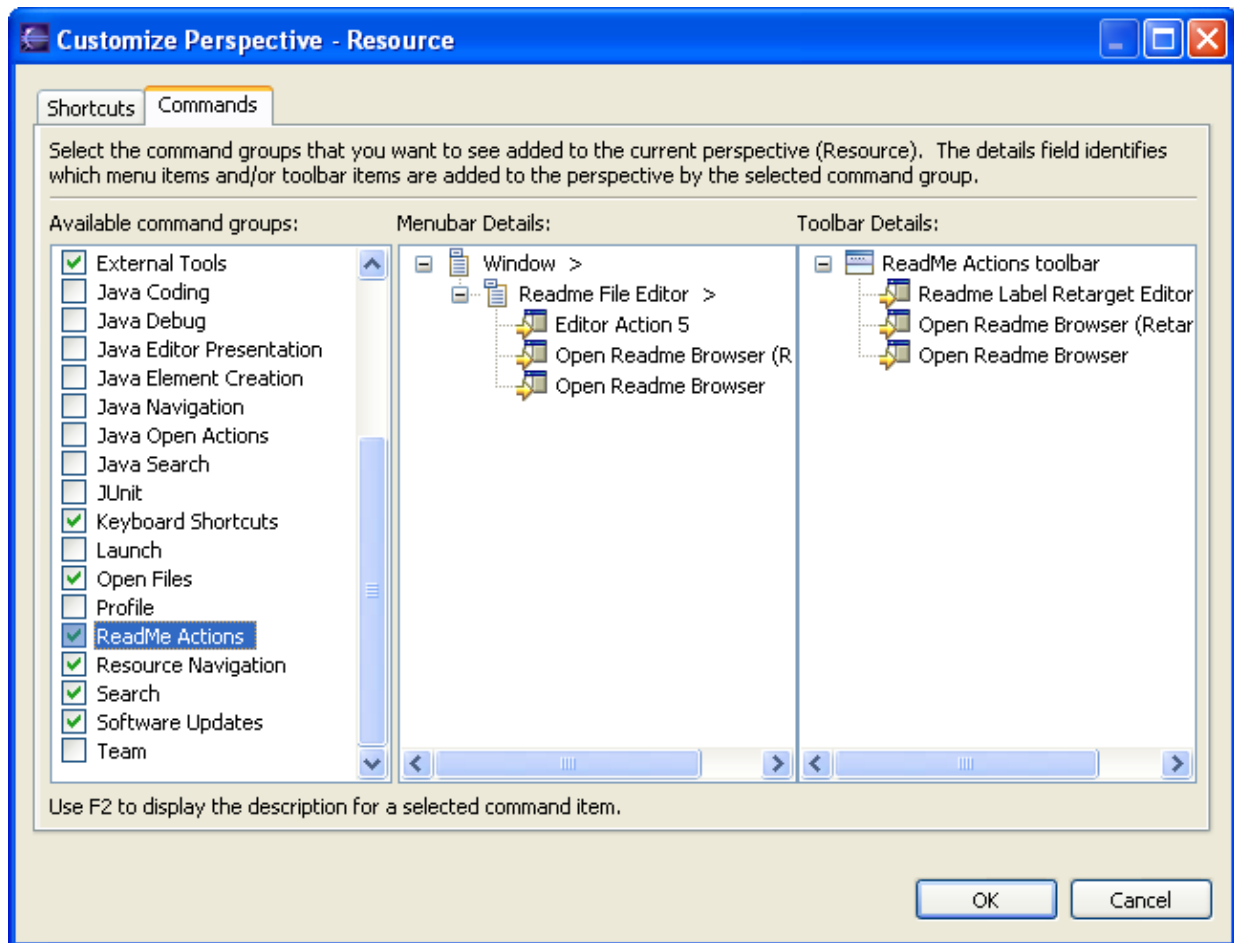 Customize Perspective - Resource
Shortcuts
Commands
Select the command groups that you want to see added to the current perspective (Resource).  The details field identifies
which menu items and/or toolbar items are added to the perspective by the selected command group.
Available command groups:
External Tools
Java Coding
Java Debug
Java Editor Presentation
Java Element Creation
Java Navigation
Java Open Actions
Java Search
JUnit
Keyboard Shortcuts
Launch
Open Files
Profile
ReadMe Actions
Resource Navigation
Search
Software Updates
Team
Menubar Details:
Window >
Readme File Editor >
Editor Action 5
Open Readme Browser (R
Open Readme Browser
Toolbar Details:
ReadMe Actions toolbar
Readme Label Retarget Editor
Open Readme Browser (Retar
Open Readme Browser
Use F2 to display the description for a selected command item.
OK
Cancel